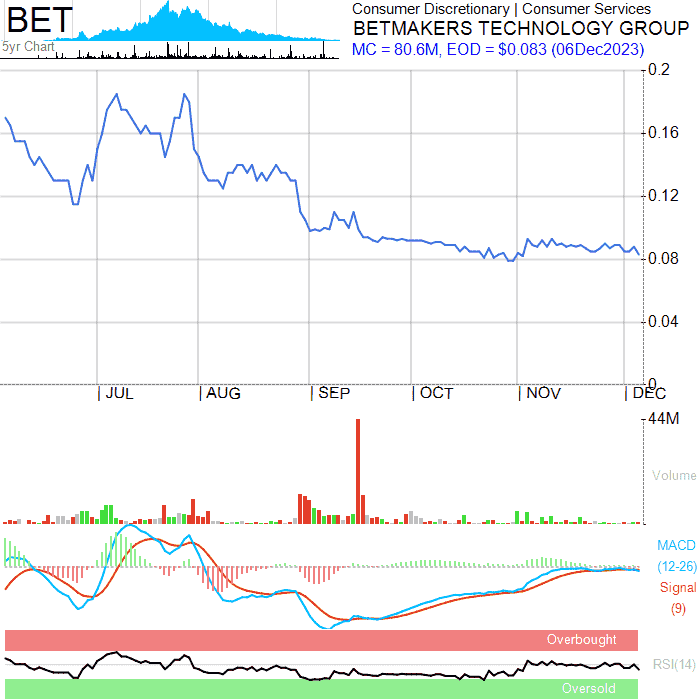 BET
5yr Chart
Consumer Discretionary | Consumer Services
BETMAKERS TECHNOLOGY GROUP
MC = 80.6M, EOD = $0.083 (06Dec2023)
0.2
0.16
0.12
0.08
0.04
0
| JUL | AUG | SEP | OCT | NOV | DEC
44M
Volume
MACD
(12-26)
Signal
(9)
Overbought
RSI(14)
Oversold